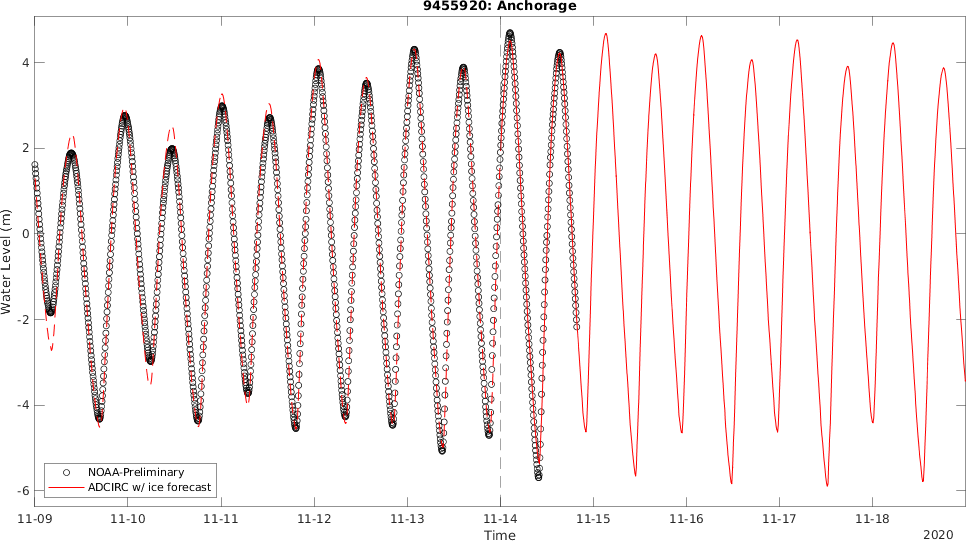 9455920: Anchorage
Water Level (m)
4
2
0
-2
-4
-6
NOAA-Preliminary
ADCIRC w/ ice forecast
11-09 11-10 11-11 11-12 11-13 11-14 11-15 11-16 11-17 11-18
Time
2020